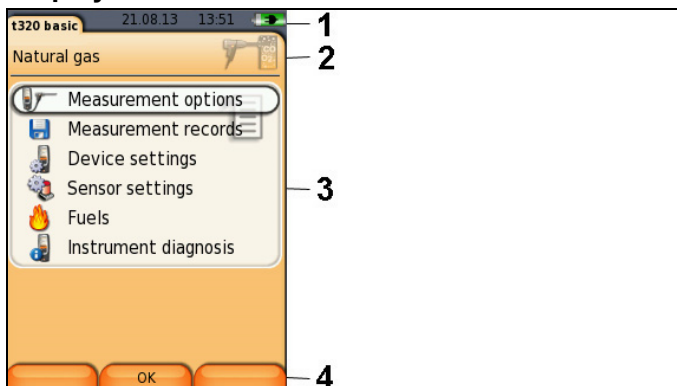 t320 basic 21.08.13 13:51 1
Natural gas 2
Measurement options
Measurement records
Device settings
Sensor settings 3
Fuels
Instrument diagnosis
OK 4